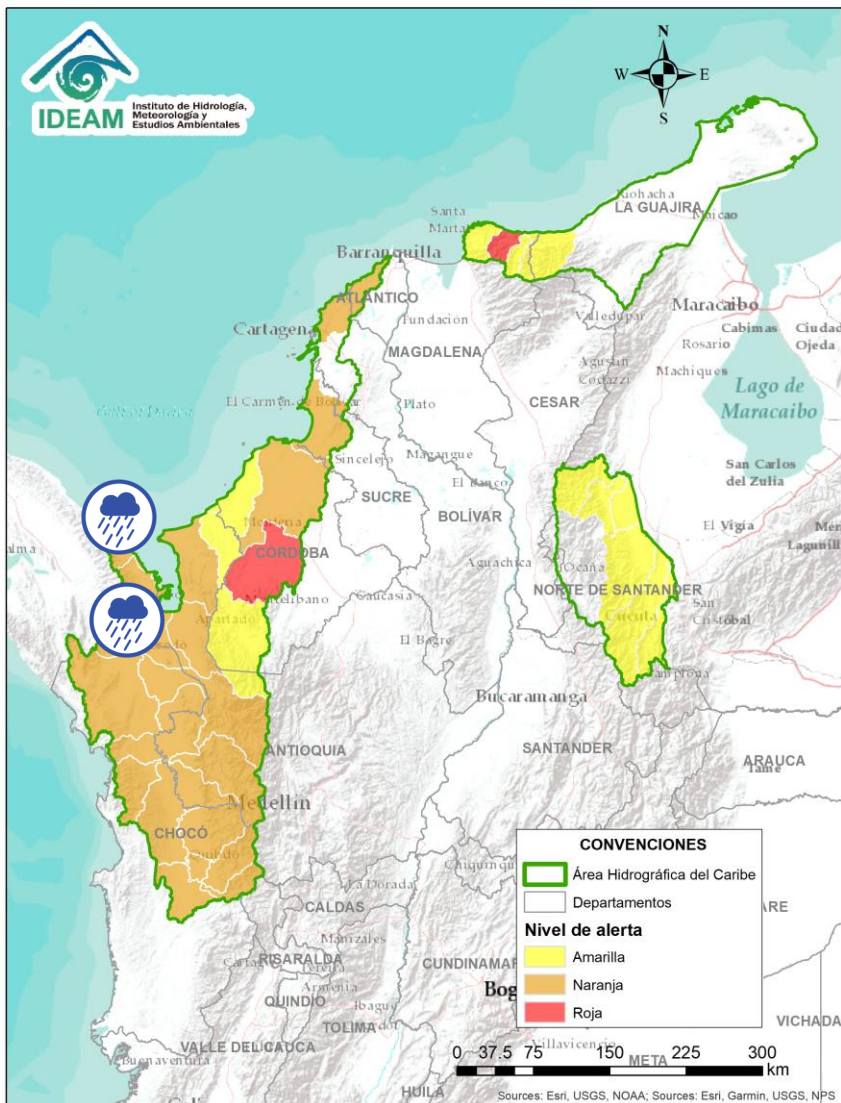 IDEAM
Instituto de Hidrología,
Meteorología y
Estudios Ambientales
N
W
E
S
Riohacha
LA GUAJIRA
Maicao
Santa
Marta
Barranquilla
ATLÁNTICO
Maracaibo
Cartagena
Fundación
Valledupar
Cabimas
Ciudad
Ojeda
Rosario
MAGDALENA
Machiques
Agustín
Codazzi
Lago de
Maracaibo
El Carmen de Bolívar
Plato
CESAR
Sincelejo
Magangué
San Carlos
del Zulia
SUCRE
El Banco
BOLÍVAR
Montería
El Vigía
CÓRDOBA
Aguachica
Ocaña
Montelíbano
Caucasia
NORTE DE SANTANDER
Apartadó
Cúcuta
San
Cristóbal
El Bagre
Pamplona
Bucaramanga
ANTIOQUIA
SANTANDER
ARAUCA
Tame
Medellín
CHOCÓ
Quibdó
La Dorada
CALDAS
Manizales
RISARALDA
Pereira
Armenia
QUINDÍO
Ibagué
TOLIMA
VALLE DEL CAUCA
Buenaventura
HUILA
Villavicencio
META
VICHADA
CONVENCIONES
Área Hidrográfica del Caribe
Departamentos
Nivel de alerta
Amarilla
Naranja
Roja
0 37.5 75 150 225 300
km
Sources: Esri, USGS, NOAA; Sources: Esri, Garmin, USGS, NPS